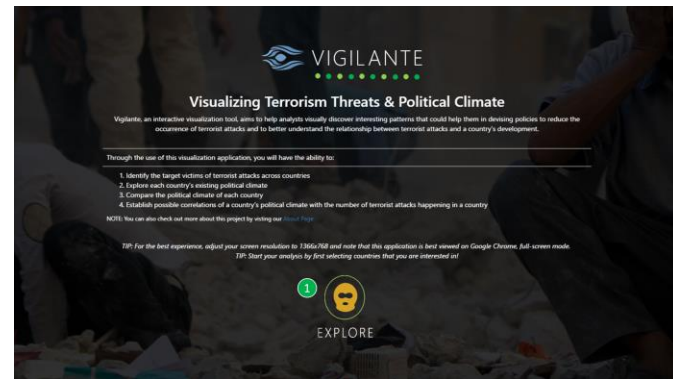 VIGILANTE
Visualizing Terrorism Threats & Political Climate
Vigilante, an interactive visualization tool, aims to help analysts visually discover interesting patterns that could help them in devising policies to reduce the
occurrence of terrorist attacks and to better understand the relationship between terrorist attacks and a country's development.
Through the use of this visualization application, you will have the ability to:
1. Identify the target victims of terrorist attacks across countries
2. Explore each country's existing political climate
3. Compare the political climate of each country
4. Establish possible correlations of a country's political climate with the number of terrorist attacks happening in a country
NOTE: You can also check out more about this project by visting our About Page
TIP: For the best experience, adjust your screen resolution to 1366x768 and note that this application is best viewed on Google Chrome, full-screen mode.
TIP: Start your analysis by first selecting countries that you are interested in!
1
EXPLORE